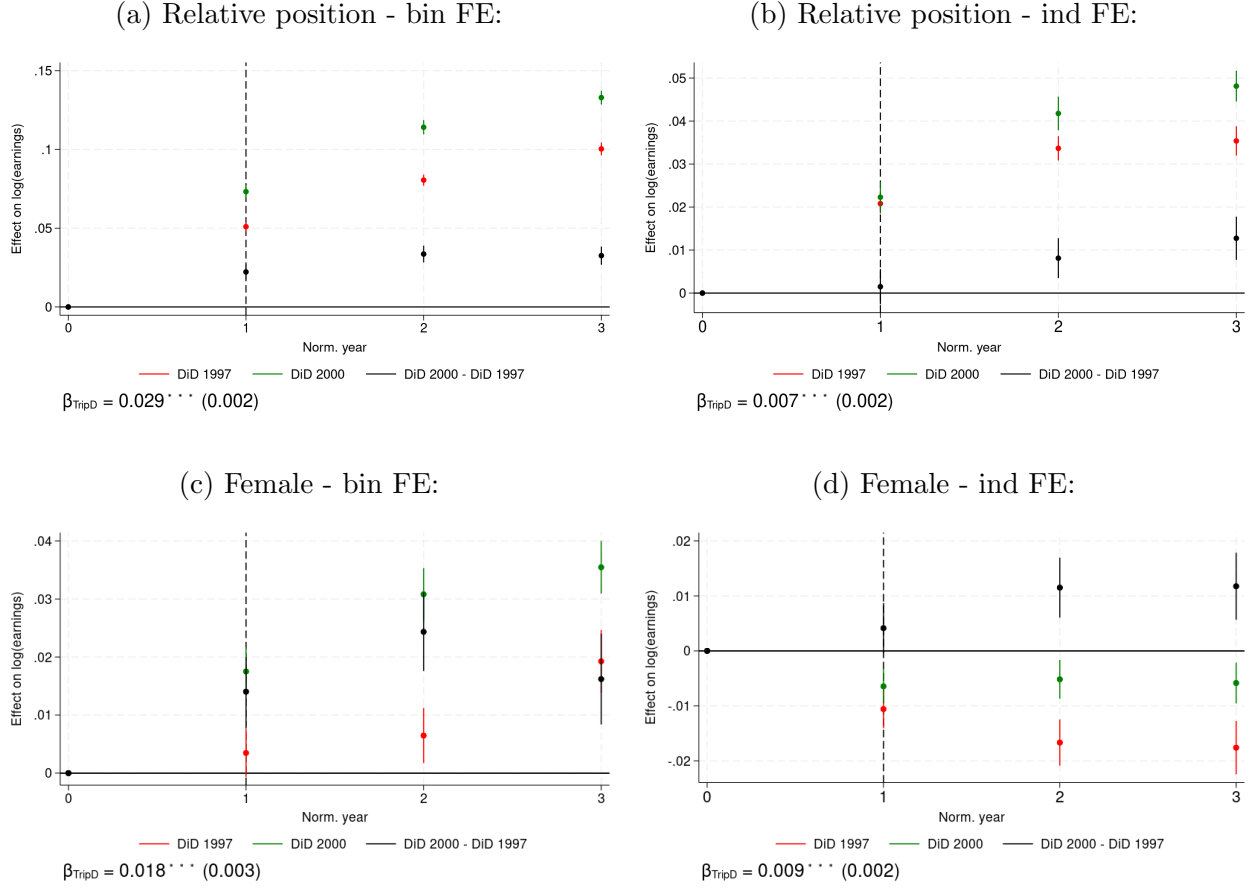 (a) Relative position - bin FE:
Effect on log(earnings)
.15
.1
.05
0
0 1 2 3
Norm. year
DiD 1997 DiD 2000 DiD 2000 - DiD 1997
βTripD = 0.029*** (0.002)
(b) Relative position - ind FE:
Effect on log(earnings)
.05
.04
.03
.02
.01
0
0 1 2 3
Norm. year
DiD 1997 DiD 2000 DiD 2000 - DiD 1997
βTripD = 0.007*** (0.002)
(c) Female - bin FE:
Effect on log(earnings)
.04
.03
.02
.01
0
0 1 2 3
Norm. year
DiD 1997 DiD 2000 DiD 2000 - DiD 1997
βTripD = 0.018*** (0.003)
(d) Female - ind FE:
Effect on log(earnings)
.02
.01
0
-.01
-.02
0 1 2 3
Norm. year
DiD 1997 DiD 2000 DiD 2000 - DiD 1997
βTripD = 0.009*** (0.002)